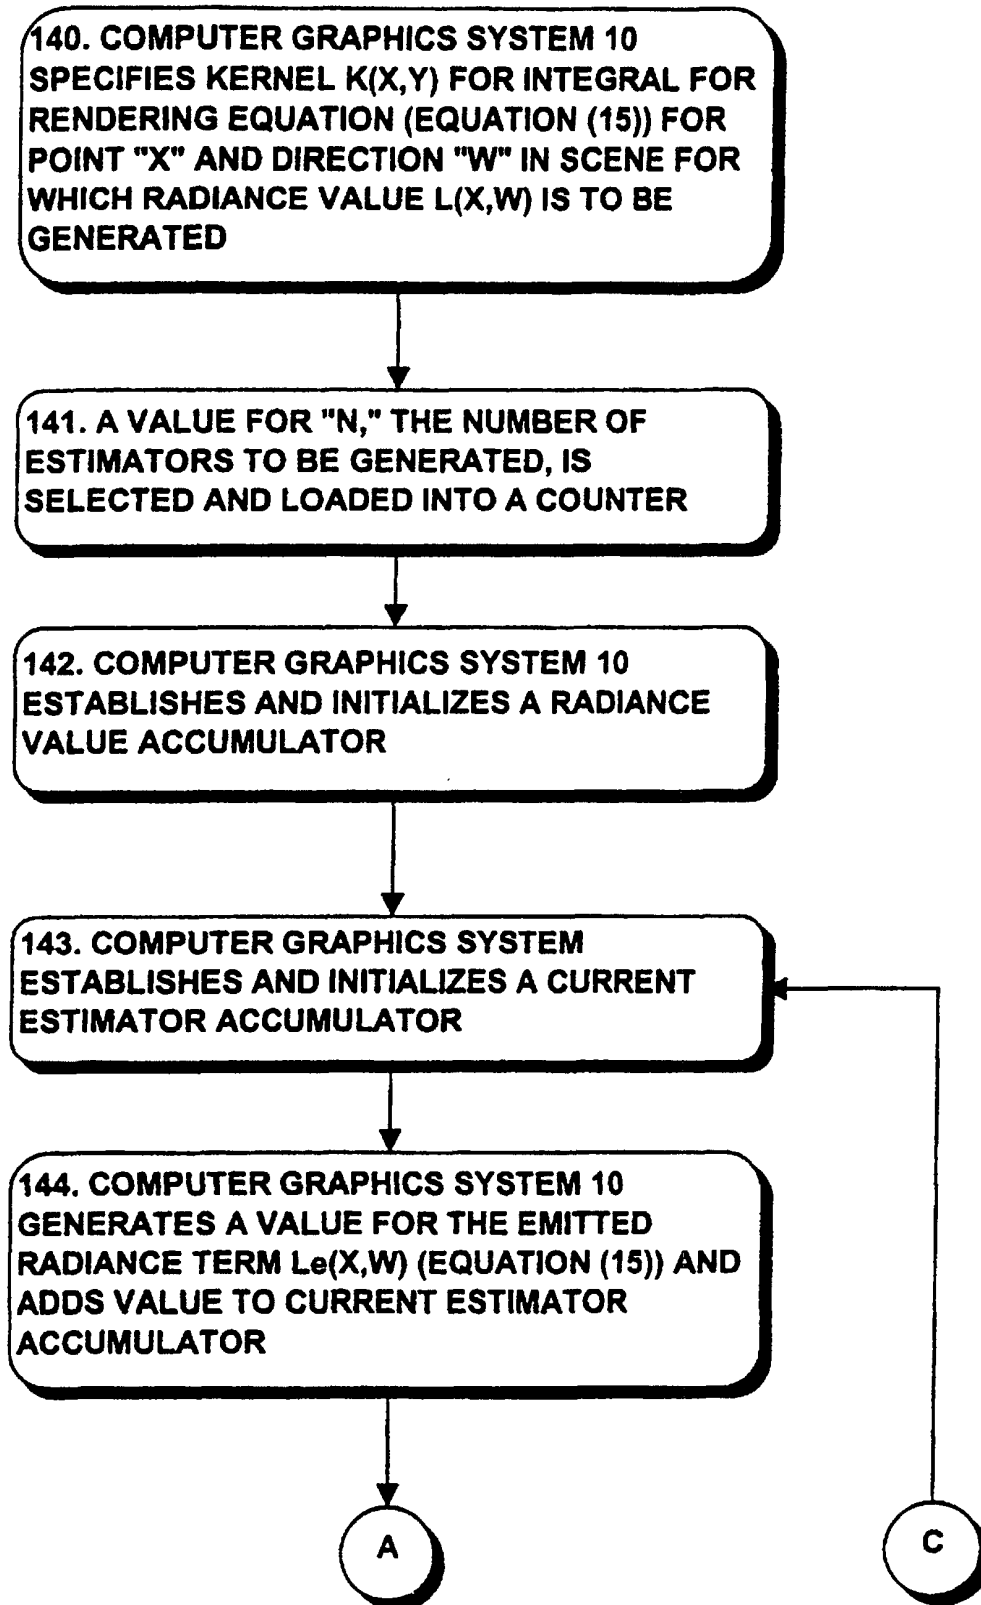 140. COMPUTER GRAPHICS SYSTEM 10
SPECIFIES KERNEL K(X,Y) FOR INTEGRAL FOR
RENDERING EQUATION (EQUATION (15)) FOR
POINT "X" AND DIRECTION "W" IN SCENE FOR
WHICH RADIANCE VALUE L(X,W) IS TO BE
GENERATED
141. A VALUE FOR "N," THE NUMBER OF
ESTIMATORS TO BE GENERATED, IS
SELECTED AND LOADED INTO A COUNTER
142. COMPUTER GRAPHICS SYSTEM 10
ESTABLISHES AND INITIALIZES A RADIANCE
VALUE ACCUMULATOR
143. COMPUTER GRAPHICS SYSTEM
ESTABLISHES AND INITIALIZES A CURRENT
ESTIMATOR ACCUMULATOR
144. COMPUTER GRAPHICS SYSTEM 10
GENERATES A VALUE FOR THE EMITTED
RADIANCE TERM Le(X,W) (EQUATION (15)) AND
ADDS VALUE TO CURRENT ESTIMATOR
ACCUMULATOR
A
C